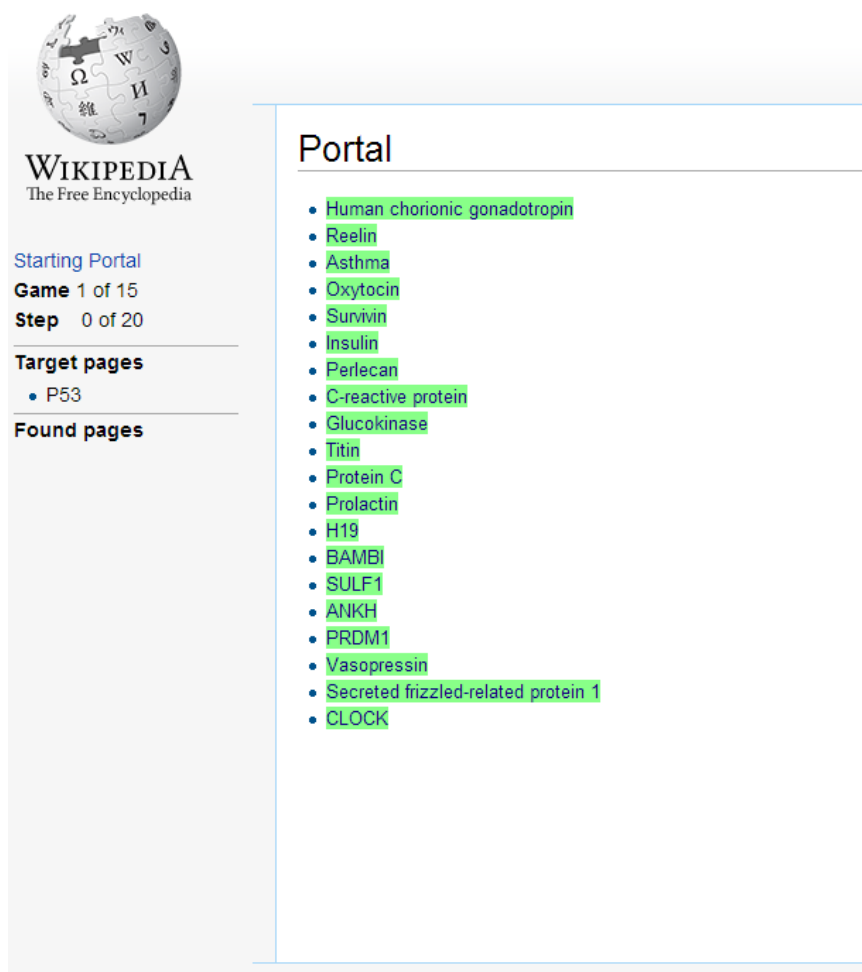 Ω W И 維 7
WIKIPEDIA
The Free Encyclopedia
Starting Portal
Game 1 of 15
Step 0 of 20
Target pages
P53
Found pages
Portal
Human chorionic gonadotropin
Reelin
Asthma
Oxytocin
Survivin
Insulin
Perlecan
C-reactive protein
Glucokinase
Titin
Protein C
Prolactin
H19
BAMBI
SULF1
ANKH
PRDM1
Vasopressin
Secreted frizzled-related protein 1
CLOCK